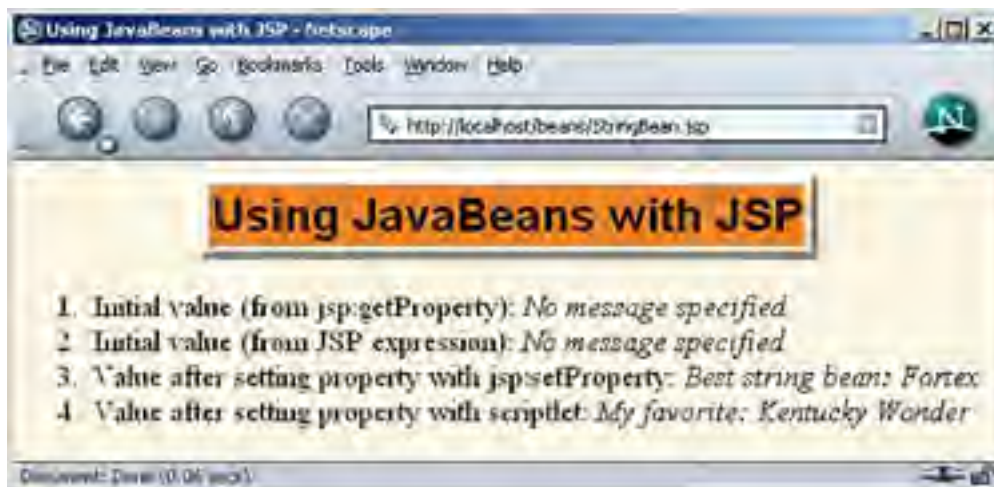 Using JavaBeans with JSP - Netscape
File Edit View Go Bookmarks Tools Window Help
http://localhost/beans/StringBean.jsp
N
Using JavaBeans with JSP
1. Initial value (from jsp:getProperty): No message specified
2. Initial value (from JSP expression): No message specified
3. Value after setting property with jsp:setProperty: Best string bean: Fortex
4. Value after setting property with scriptlet: My favorite: Kentucky Wonder
Document: Done (0.06 secs)